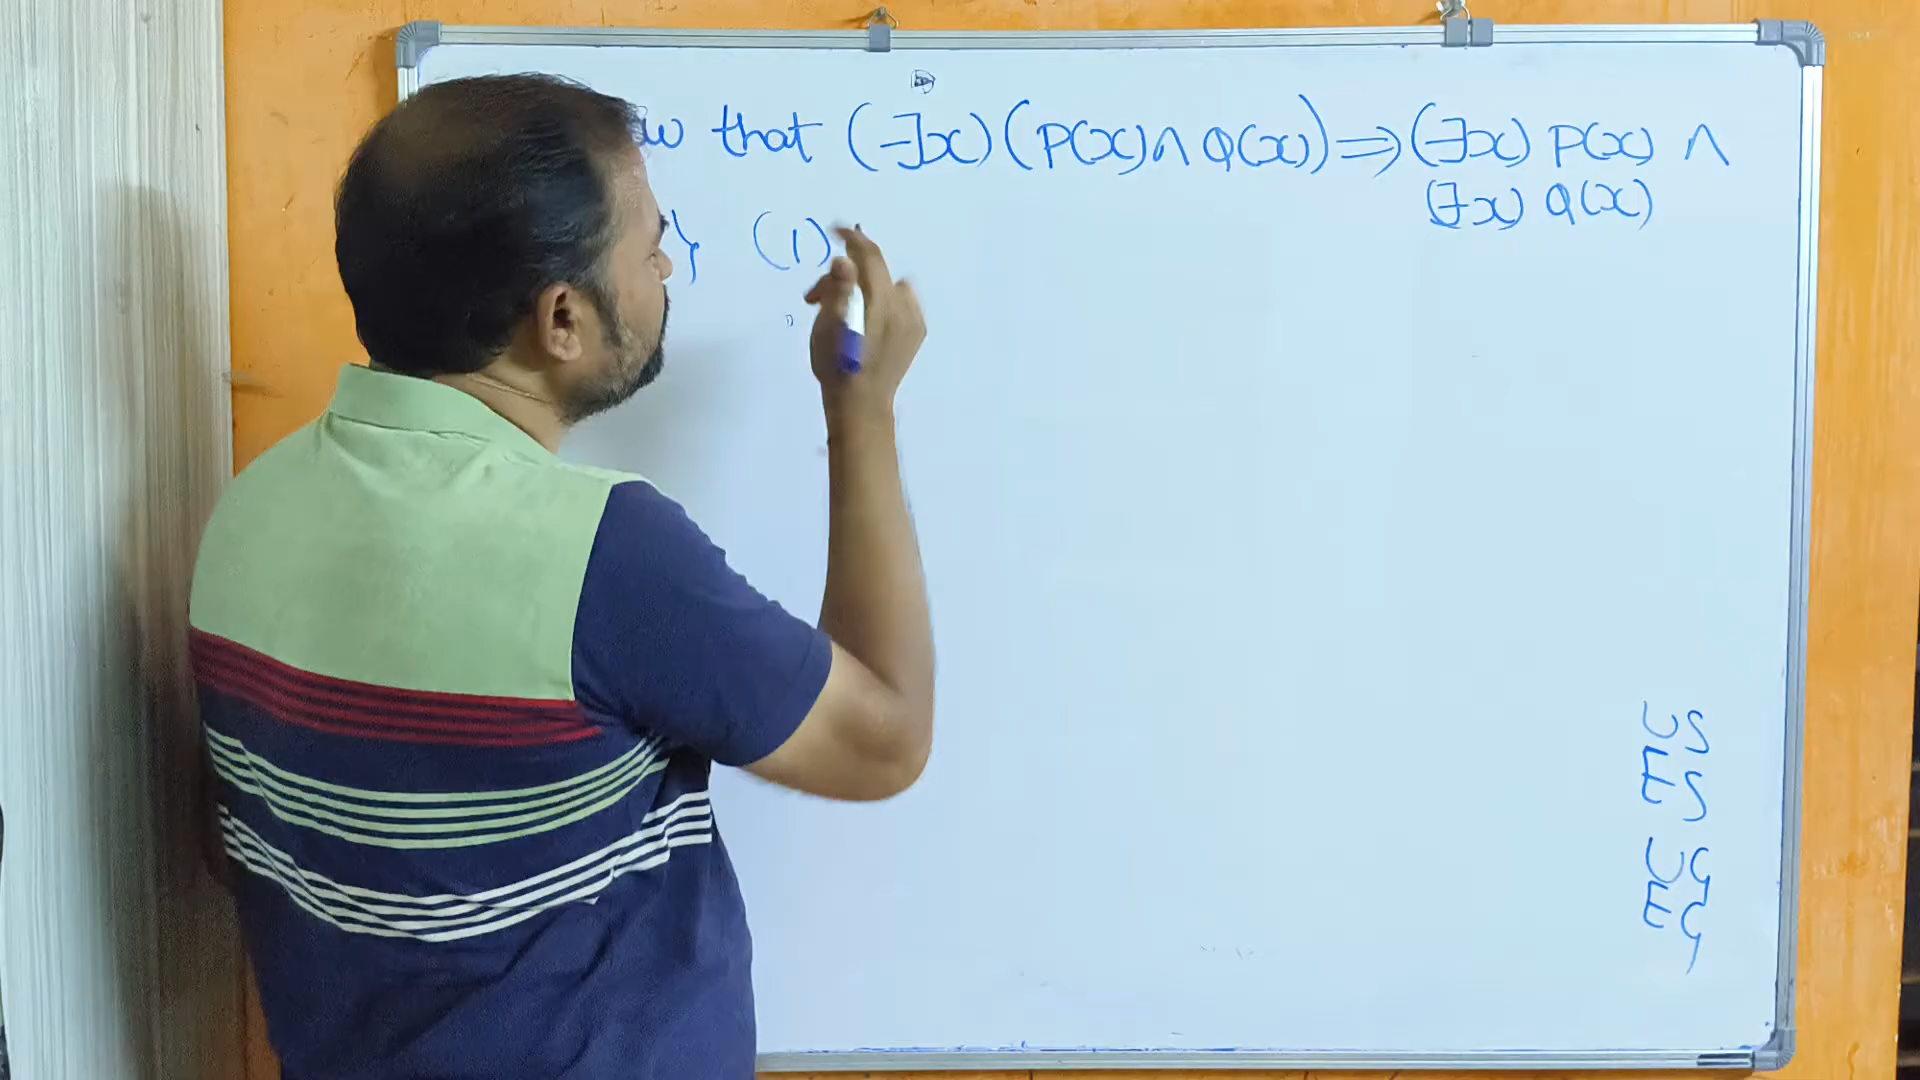 that (∃x) (P(x) ∧ Q(x)) ⇒ (∃x) P(x) ∧
(∃x) Q(x)
} (1)
US
ES
UG
EG